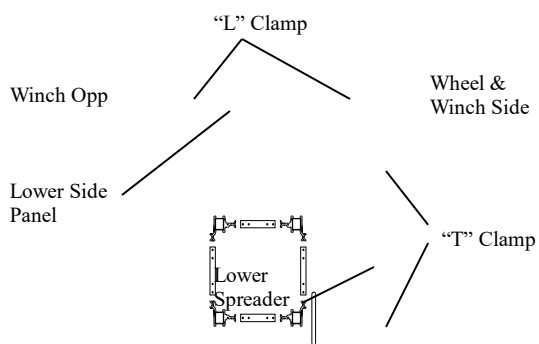 “L” Clamp
Winch Opp
Wheel &
Winch Side
Lower Side
Panel
“T” Clamp
Lower
Spreader